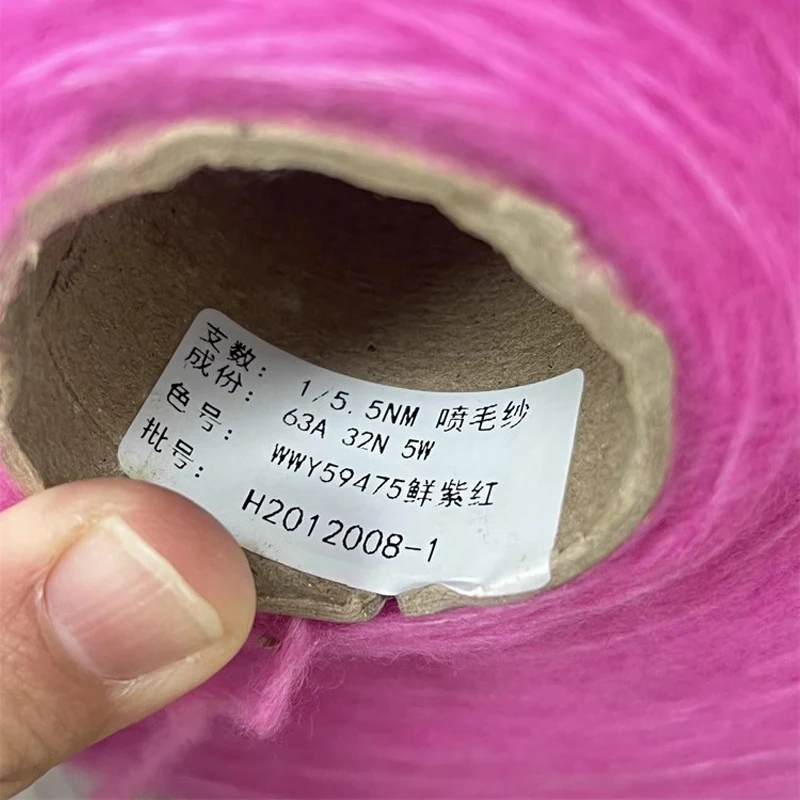 支数: 1/5.5NM 喷毛纱
成份: 63A 32N 5W
色号: WWY59475鲜紫红
批号: H2012008-1